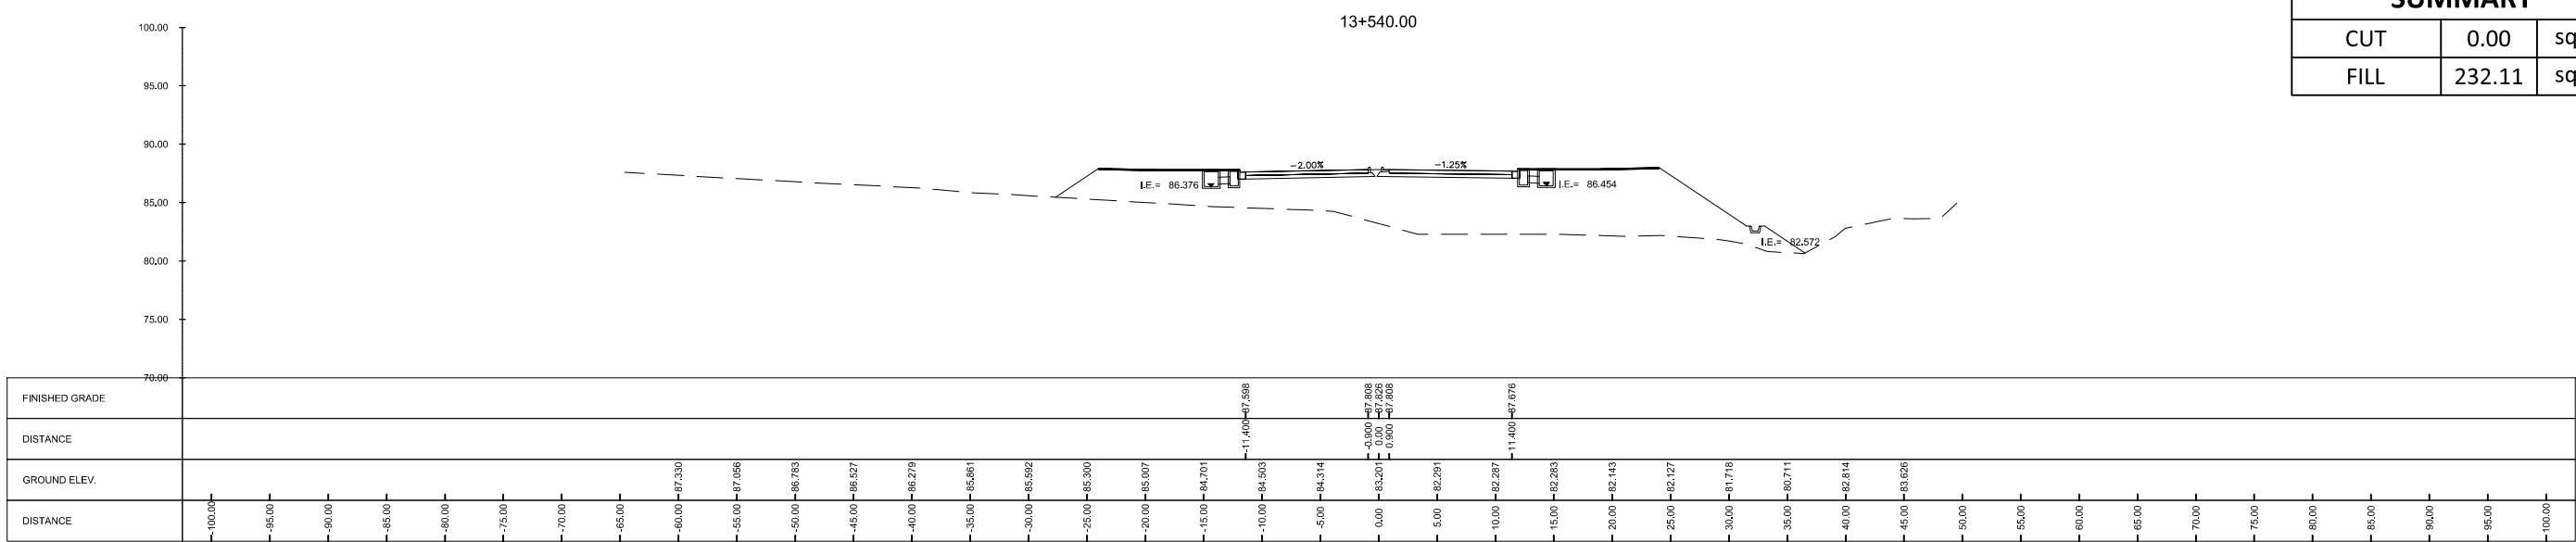 SUMMARY
CUT 0.00 sq
FILL 232.11 sq
13+540.00
100.00
95.00
90.00
85.00
80.00
75.00
70.00
-2.00%
-1.25%
I.E.= 86.376
I.E.= 86.454
I.E.= 82.572
FINISHED GRADE
87.598 87.808 87.826 87.808 87.676
DISTANCE
-11.400 -0.900 0.00 0.900 11.400
GROUND ELEV.
87.330 87.056 86.783 86.527 86.279 85.861 85.592 85.300 85.007 84.701 84.503 84.314 83.201 82.291 82.287 82.283 82.143 82.127 81.718 80.711 82.814 83.626
DISTANCE
-100.00 -95.00 -90.00 -85.00 -80.00 -75.00 -70.00 -65.00 -60.00 -55.00 -50.00 -45.00 -40.00 -35.00 -30.00 -25.00 -20.00 -15.00 -10.00 -5.00 0.00 5.00 10.00 15.00 20.00 25.00 30.00 35.00 40.00 45.00 50.00 55.00 60.00 65.00 70.00 75.00 80.00 85.00 90.00 95.00 100.00